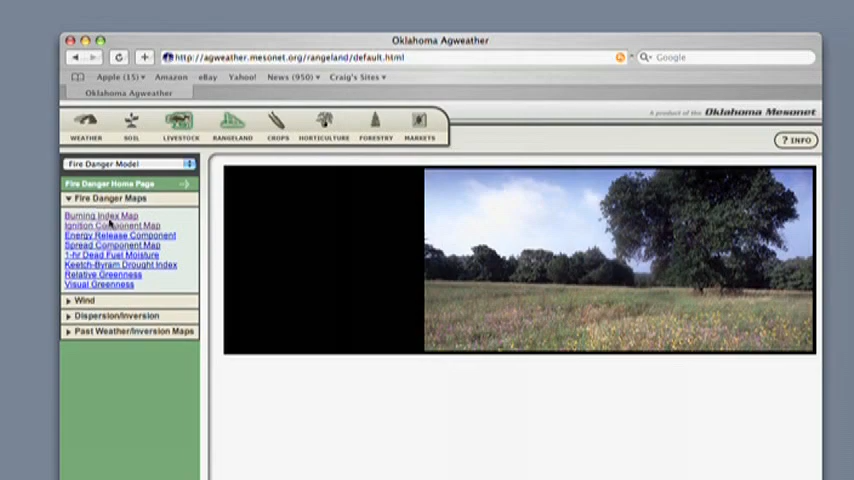 Oklahoma Agweather
http://agweather.mesonet.org/rangeland/default.html
Google
Apple (15) Amazon eBay Yahoo! News (950) Craig's Sites
Oklahoma Agweather
A product of the Oklahoma Mesonet
WEATHER SOIL LIVESTOCK RANGELAND CROPS HORTICULTURE FORESTRY MARKETS
? INFO
Fire Danger Model
Fire Danger Home Page
Fire Danger Maps
Burning Index Map
Ignition Component Map
Energy Release Component
Spread Component Map
1-hr Dead Fuel Moisture
Keetch-Byram Drought Index
Relative Greenness
Visual Greenness
Wind
Dispersion/Inversion
Past Weather/Inversion Maps